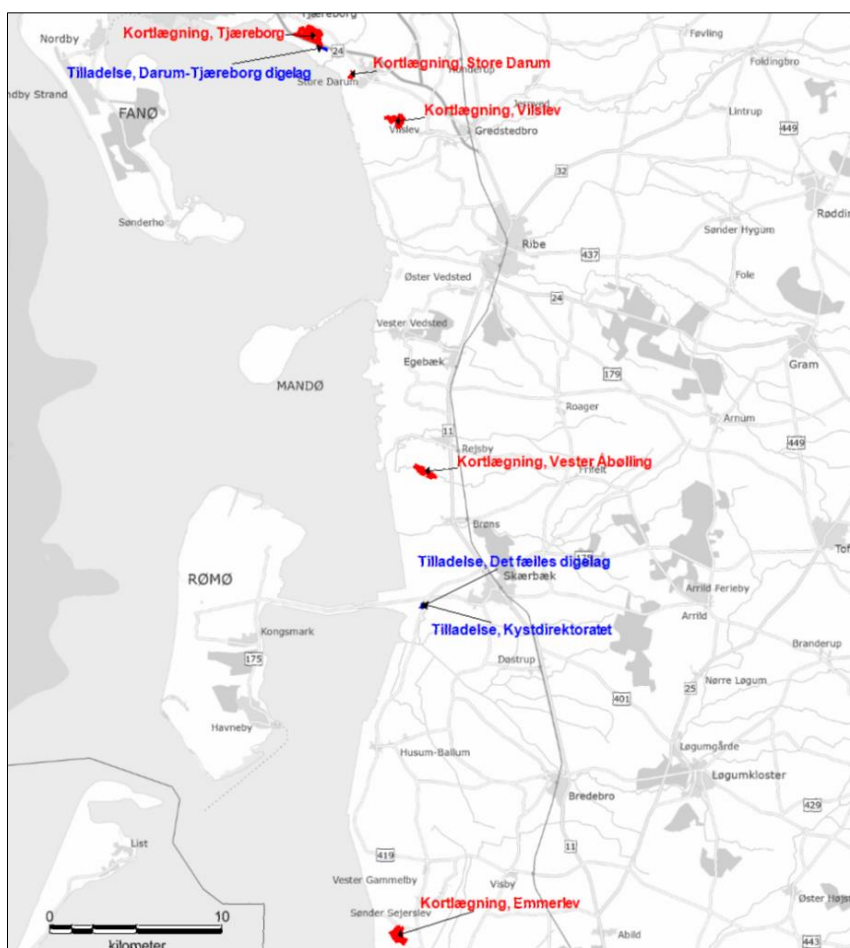 Tjæreborg
Nordby
Kortlægning, Tjæreborg
24
Tilladelse, Darum-Tjæreborg digelag
Kortlægning, Store Darum
Store Darum
Føvling
Foldingbro
Jernved
Lintrup
449
FANØ
Kortlægning, Vilslev
Vilslev
Gredstedbro
32
Sønderho
Sønder Hygum
Ribe
437
Fole
Øster Vedsted
24
Vester Vedsted
Egebæk
Gram
MANDØ
179
Roager
Arnum
11
449
Rejsby
Kortlægning, Vester Åbølling
Frifelt
Brøns
Tilladelse, Det fælles digelag
Skærbæk
RØMØ
Arrild Ferieby
Arrild
Tilladelse, Kystdirektoratet
Kongsmark
175
Døstrup
Branderup
Nørre Løgum
25
401
Havneby
Husum-Ballum
Løgumgårde
Løgumkloster
Bredebro
429
List
11
419
Vester Gammelby
Visby
Kortlægning, Emmerlev
Sønder Sejerslev
0
10
kilometer
Abild
443